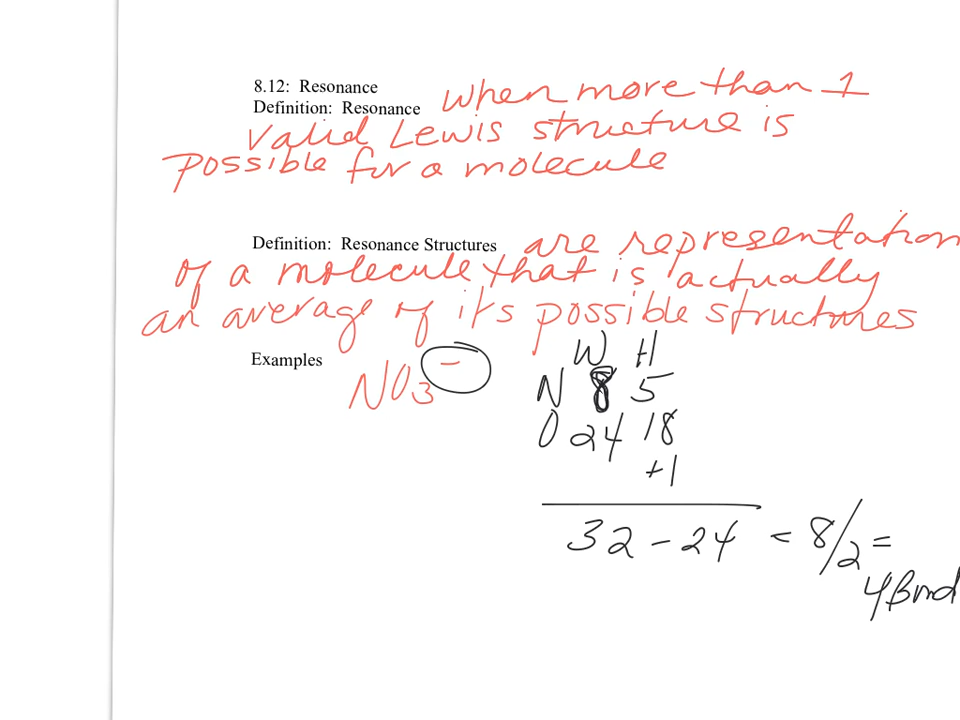 8.12: Resonance
Definition: Resonance when more than 1
valid Lewis structure is
possible for a molecule
Definition: Resonance Structures are representation
of a molecule that is actually
an average of it's possible structures
Examples NO3 −
W H
N 8 5
O 24 18
+1
32 - 24 = 8/2 =
4 Bond